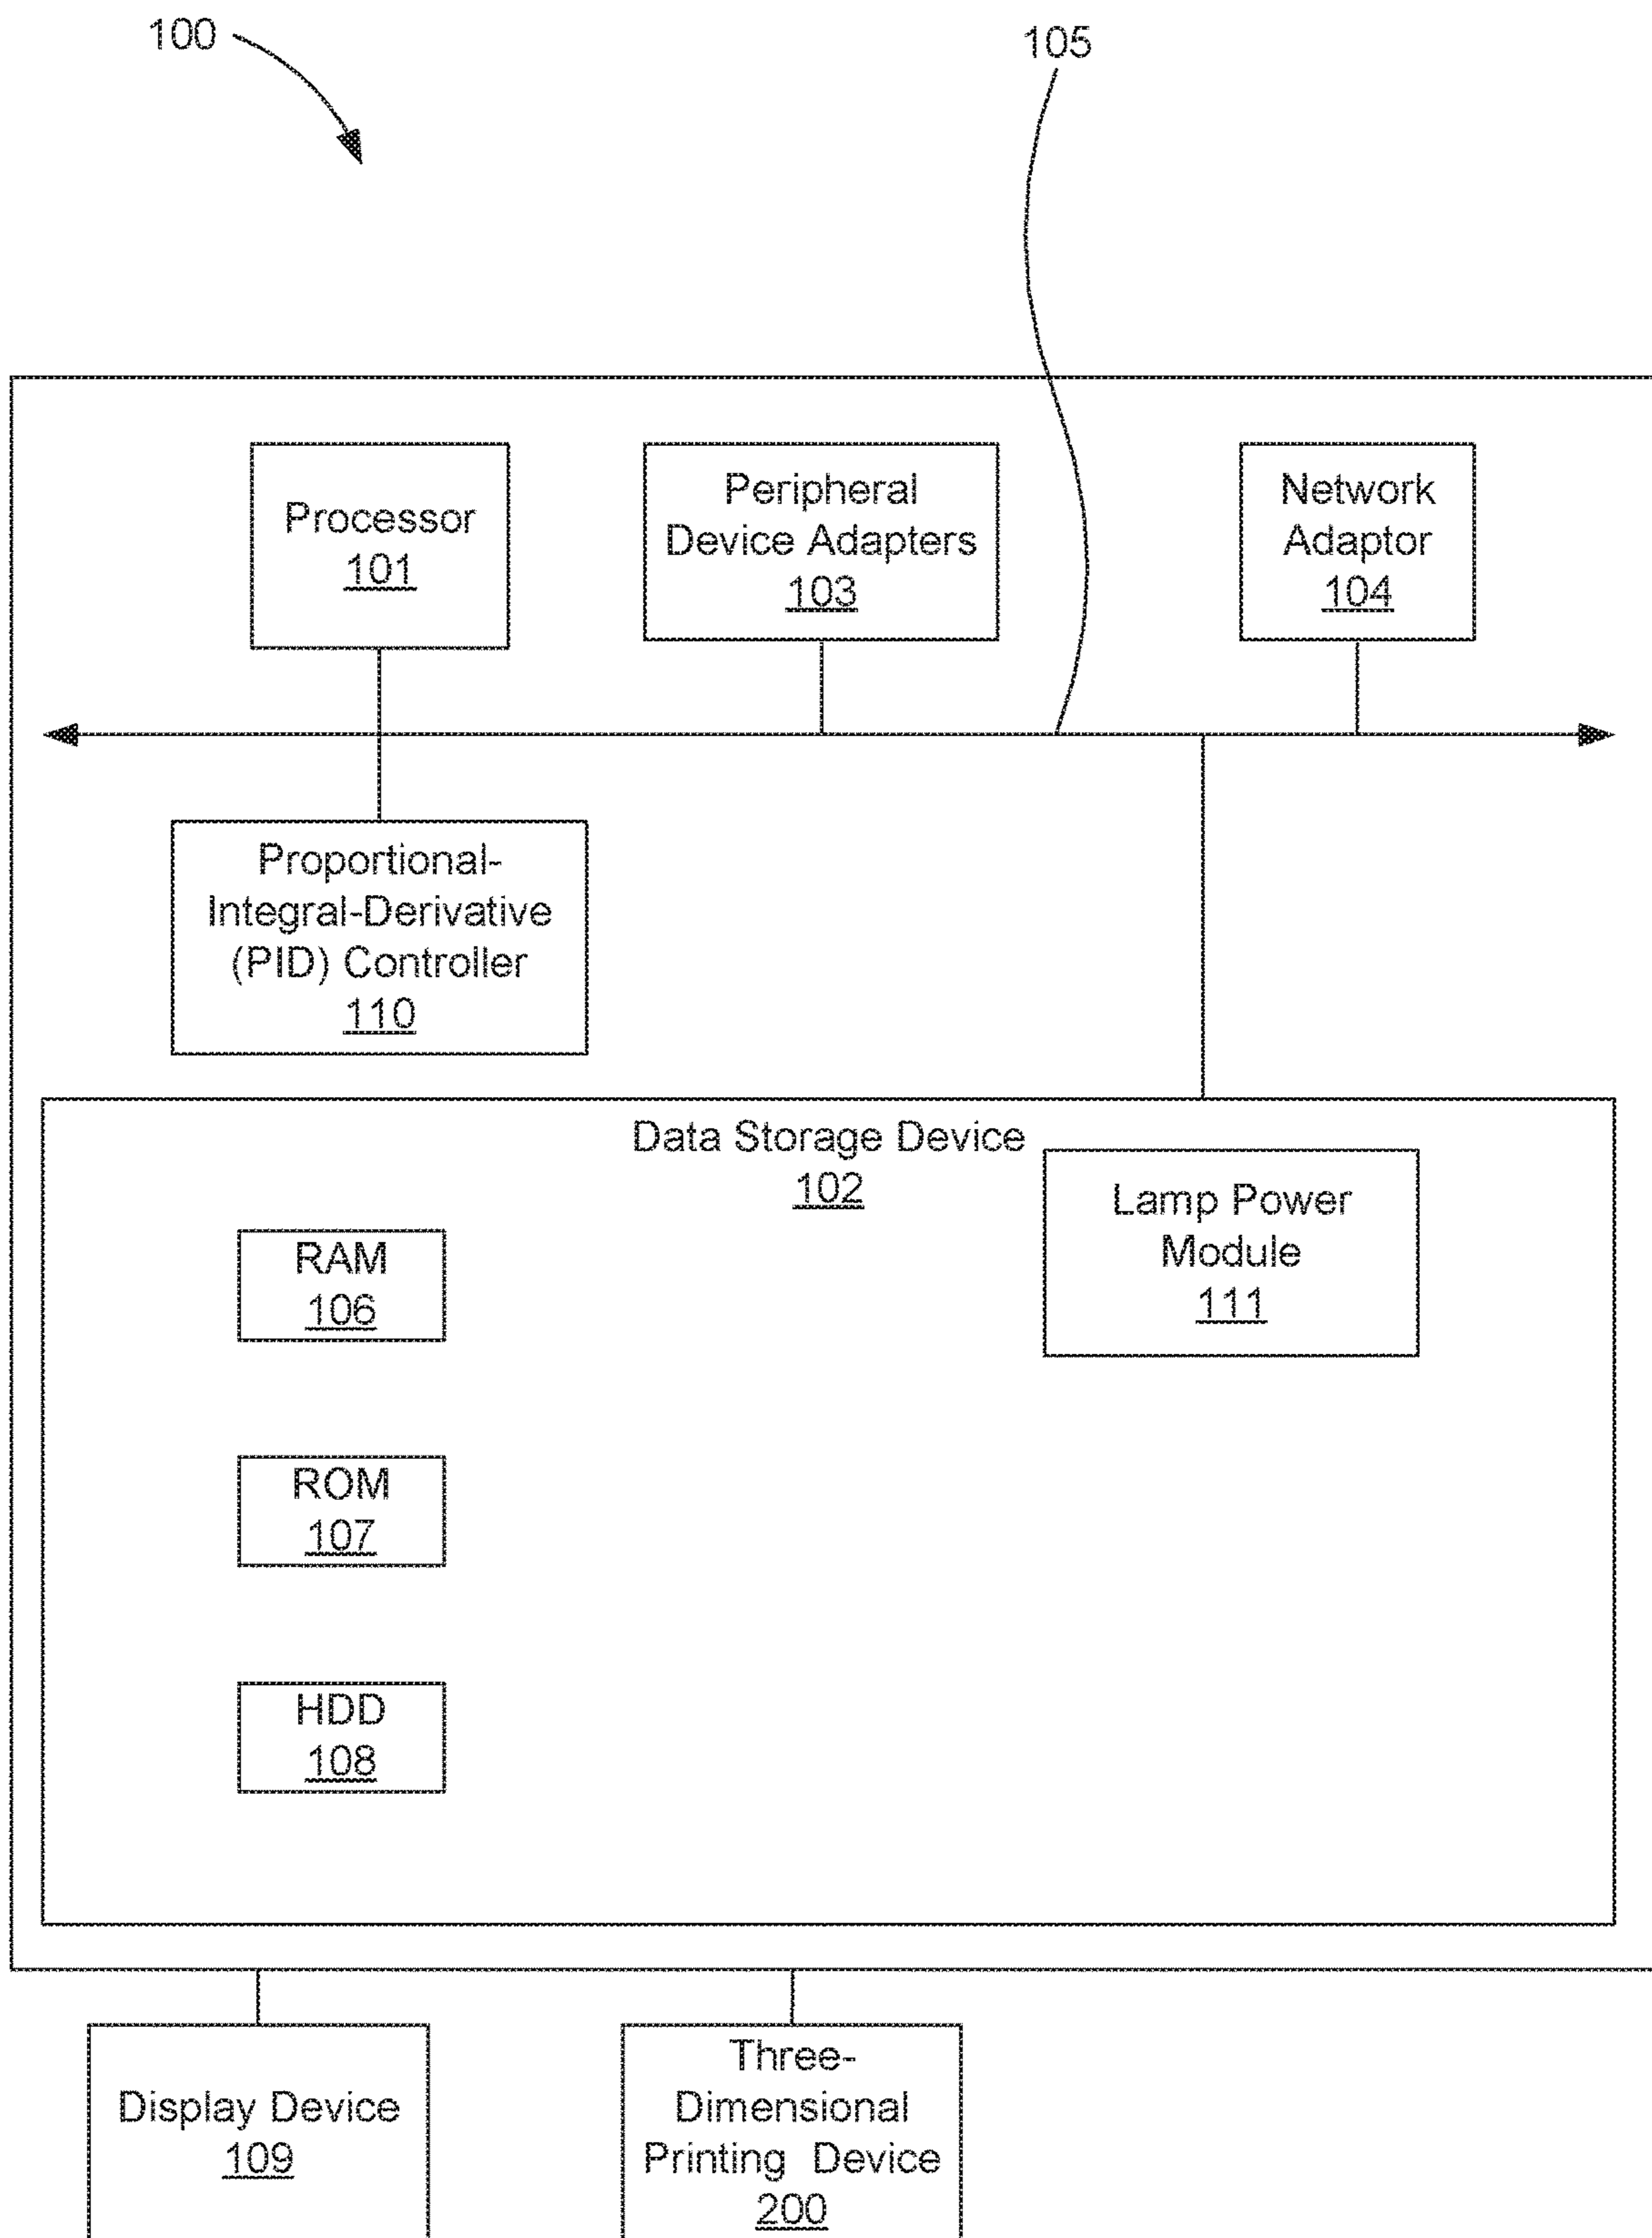 100
105
Processor
101
Peripheral
Device Adapters
103
Network
Adaptor
104
Proportional-
Integral-Derivative
(PID) Controller
110
Data Storage Device
102
Lamp Power
Module
111
RAM
106
ROM
107
HDD
108
Display Device
109
Three-
Dimensional
Printing Device
200